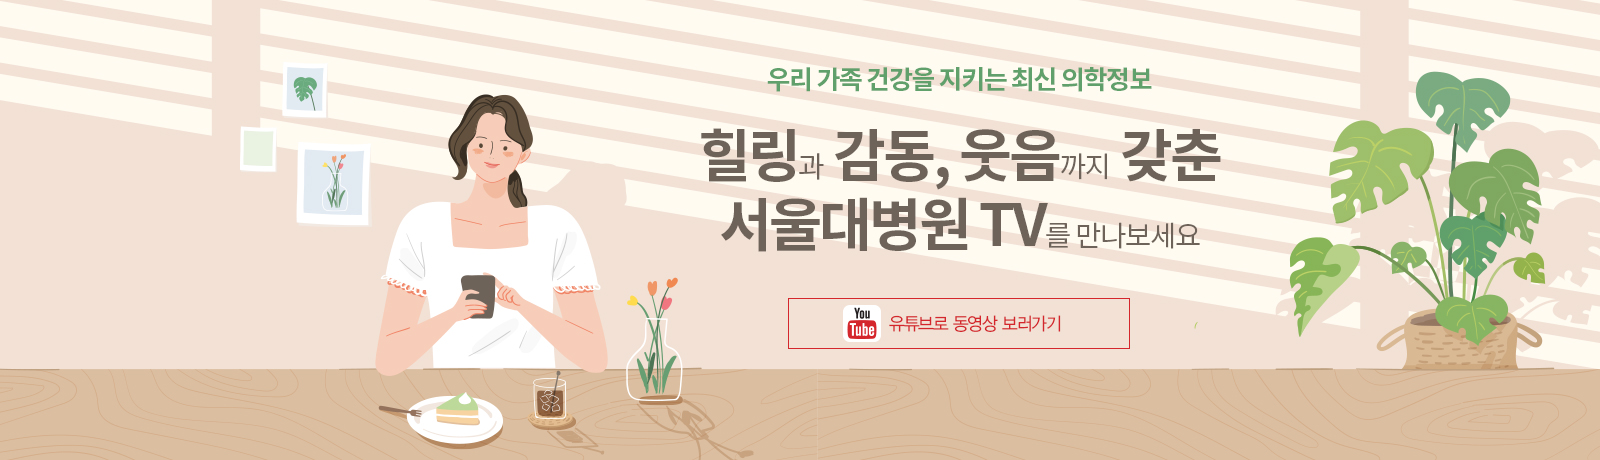 우리 가족 건강을 지키는 최신 의학정보
힐링과 감동, 웃음까지 갖춘
서울대병원 TV를 만나보세요
You
Tube
유튜브로 동영상 보러가기